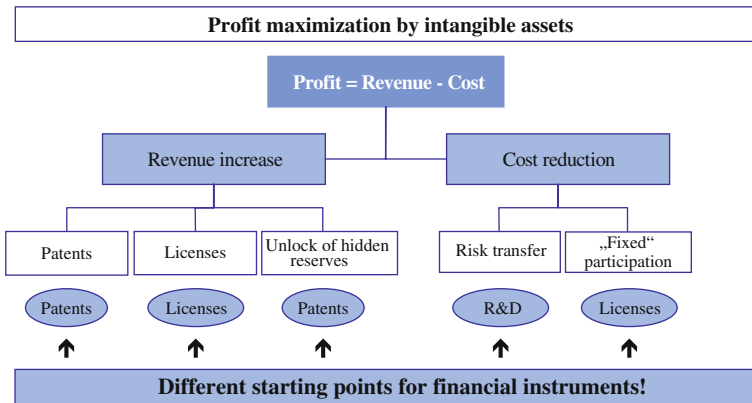 Profit maximization by intangible assets
Profit = Revenue - Cost
Revenue increase
Cost reduction
Patents
Licenses
Unlock of hidden
reserves
Risk transfer
„Fixed“
participation
Patents
Licenses
Patents
R&D
Licenses
Different starting points for financial instruments!